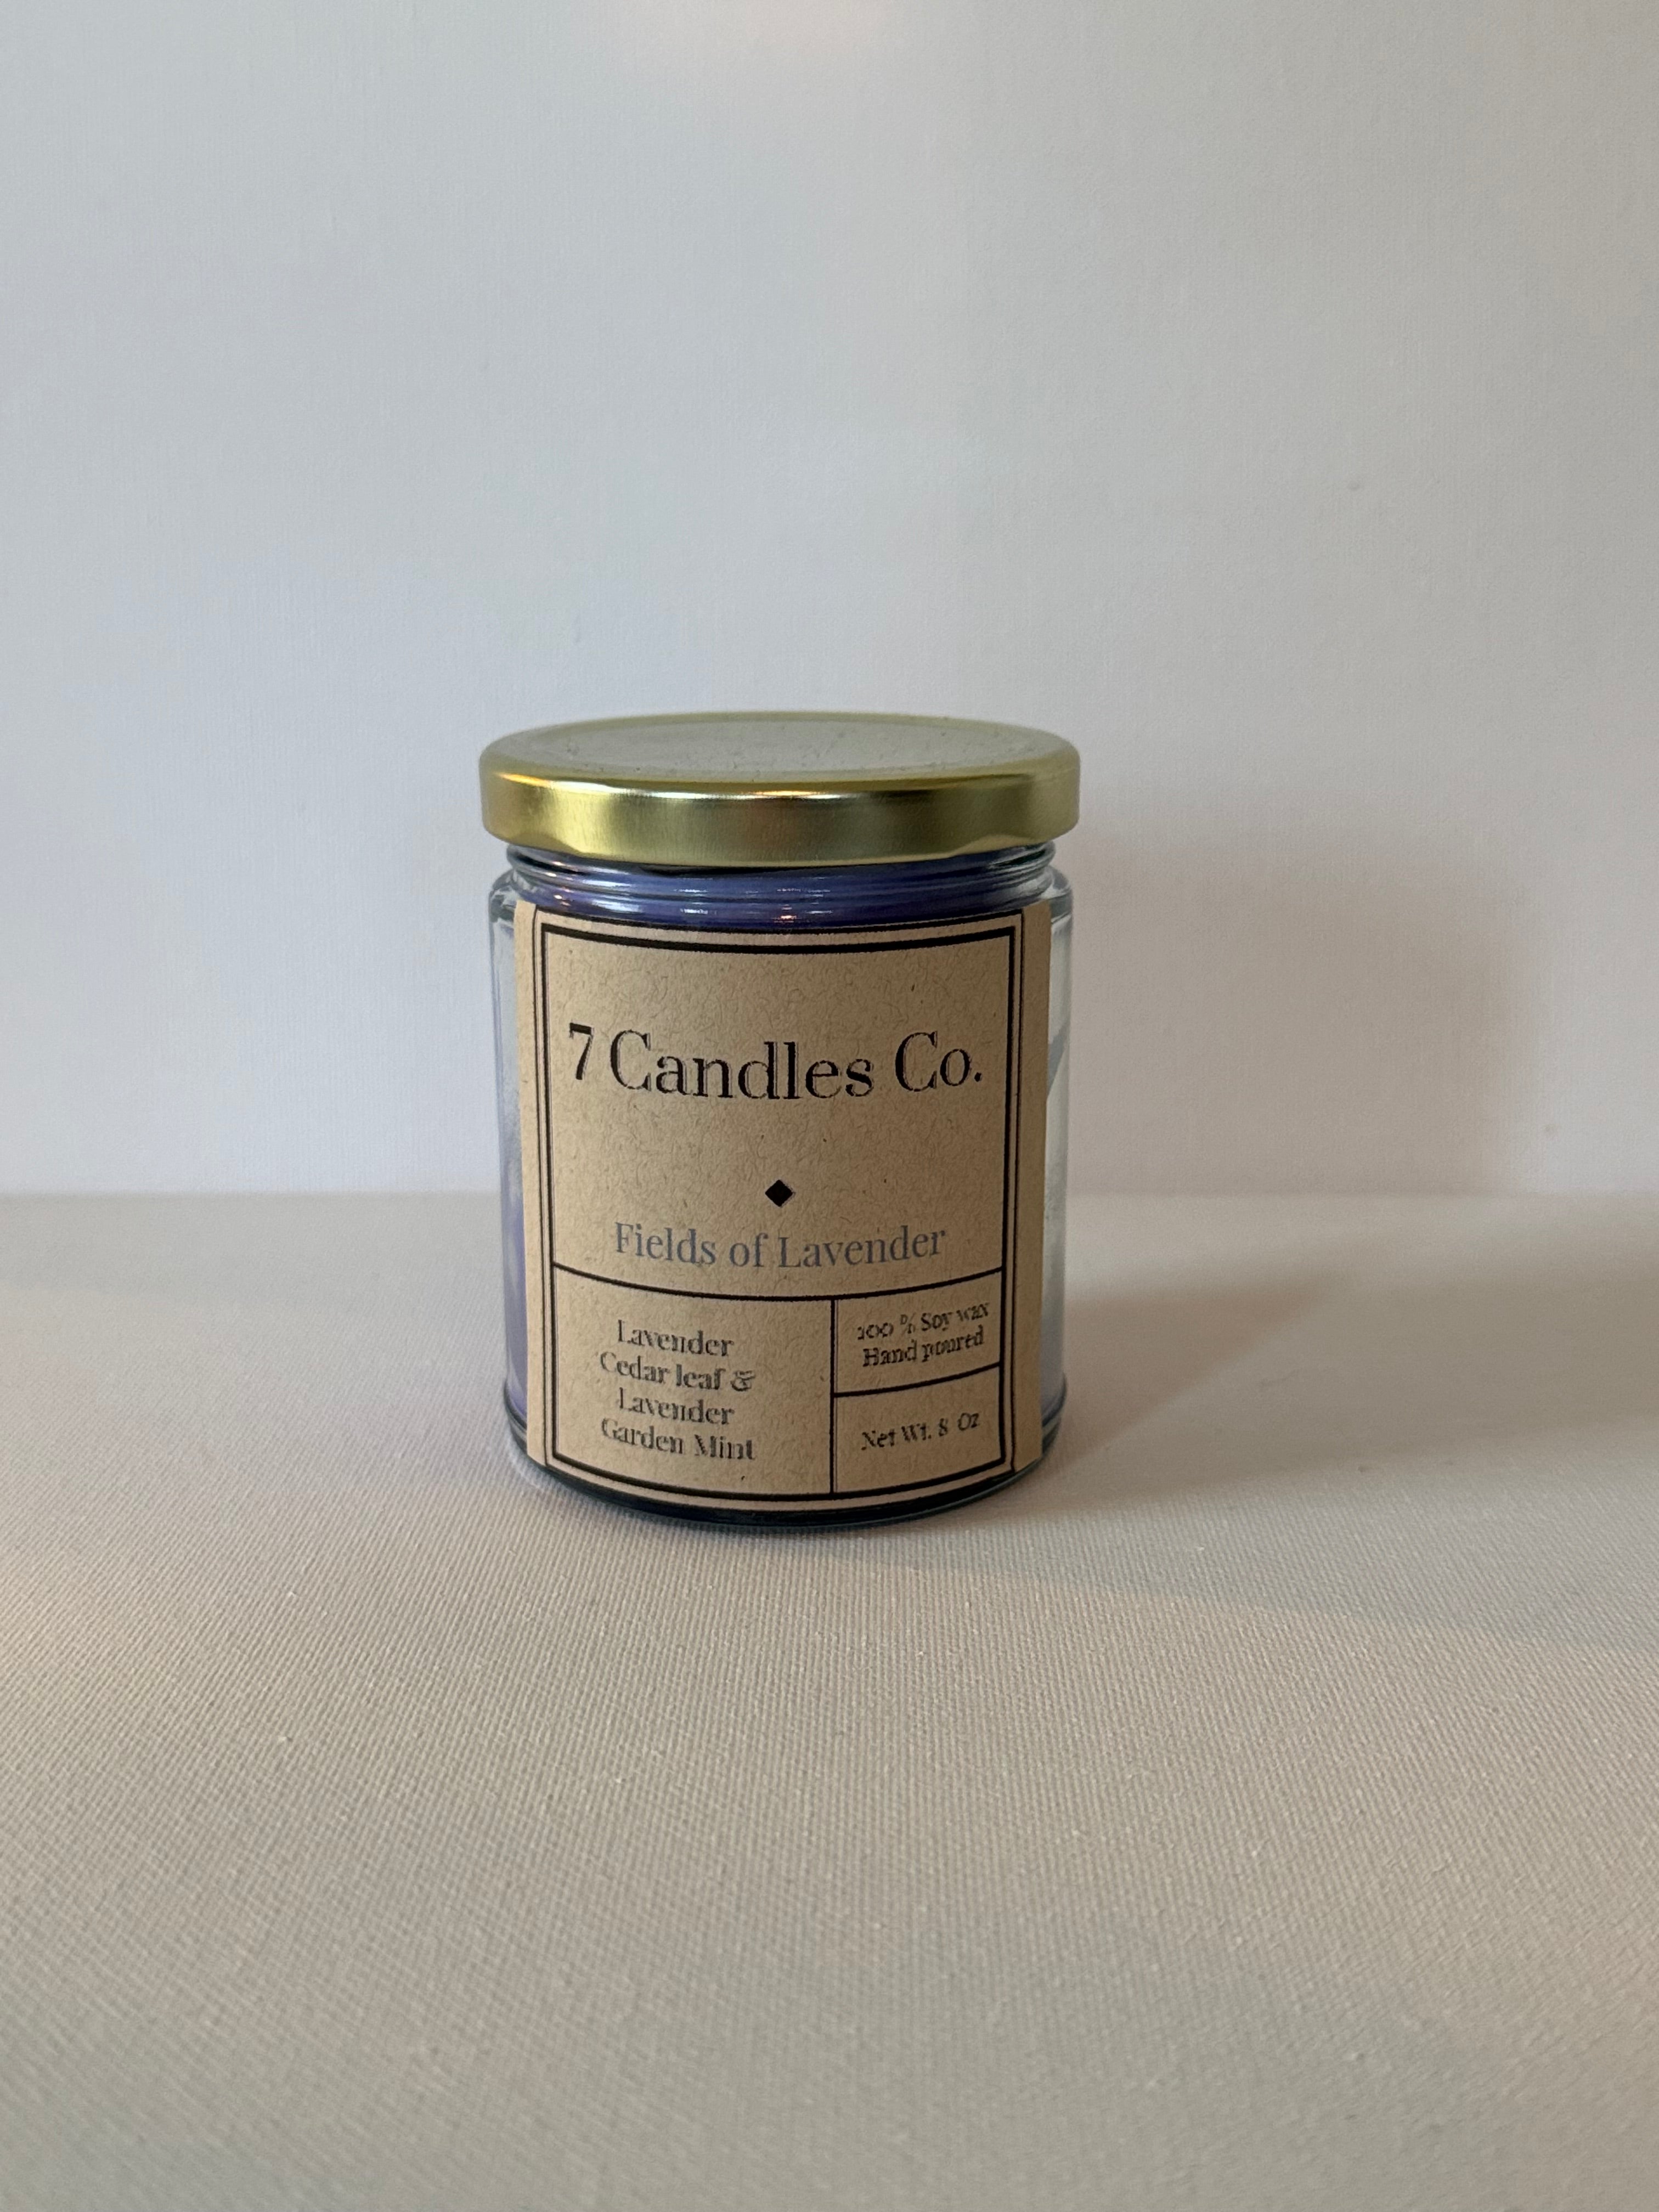 7 Candles Co.
Fields of Lavender
Lavender
Cedar leaf &
Lavender
Garden Mint
100 % Soy wax
Hand poured
Net Wt. 8 Oz